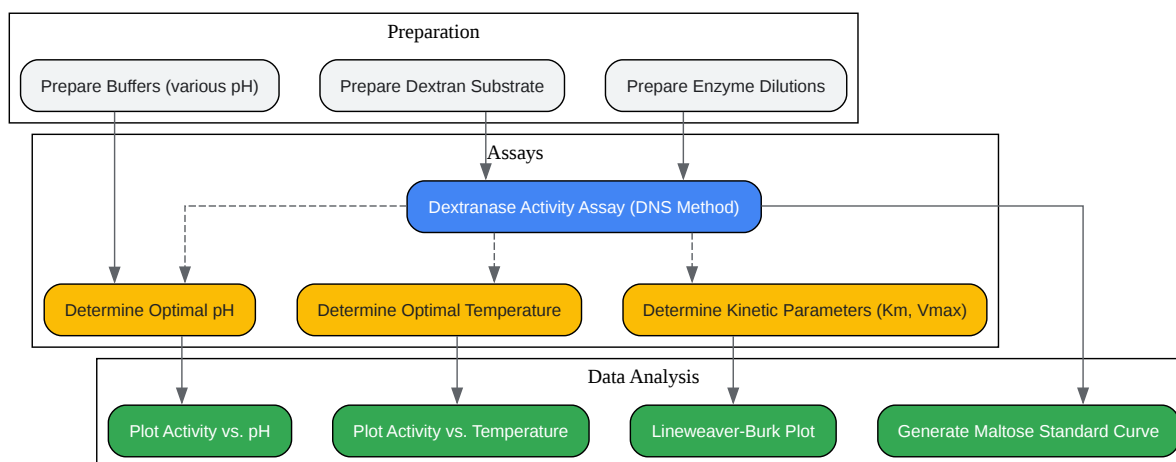 Preparation
Prepare Buffers (various pH)
Prepare Dextran Substrate
Prepare Enzyme Dilutions
Assays
Dextranase Activity Assay (DNS Method)
Determine Optimal pH
Determine Optimal Temperature
Determine Kinetic Parameters (Km, Vmax)
Data Analysis
Plot Activity vs. pH
Plot Activity vs. Temperature
Lineweaver-Burk Plot
Generate Maltose Standard Curve